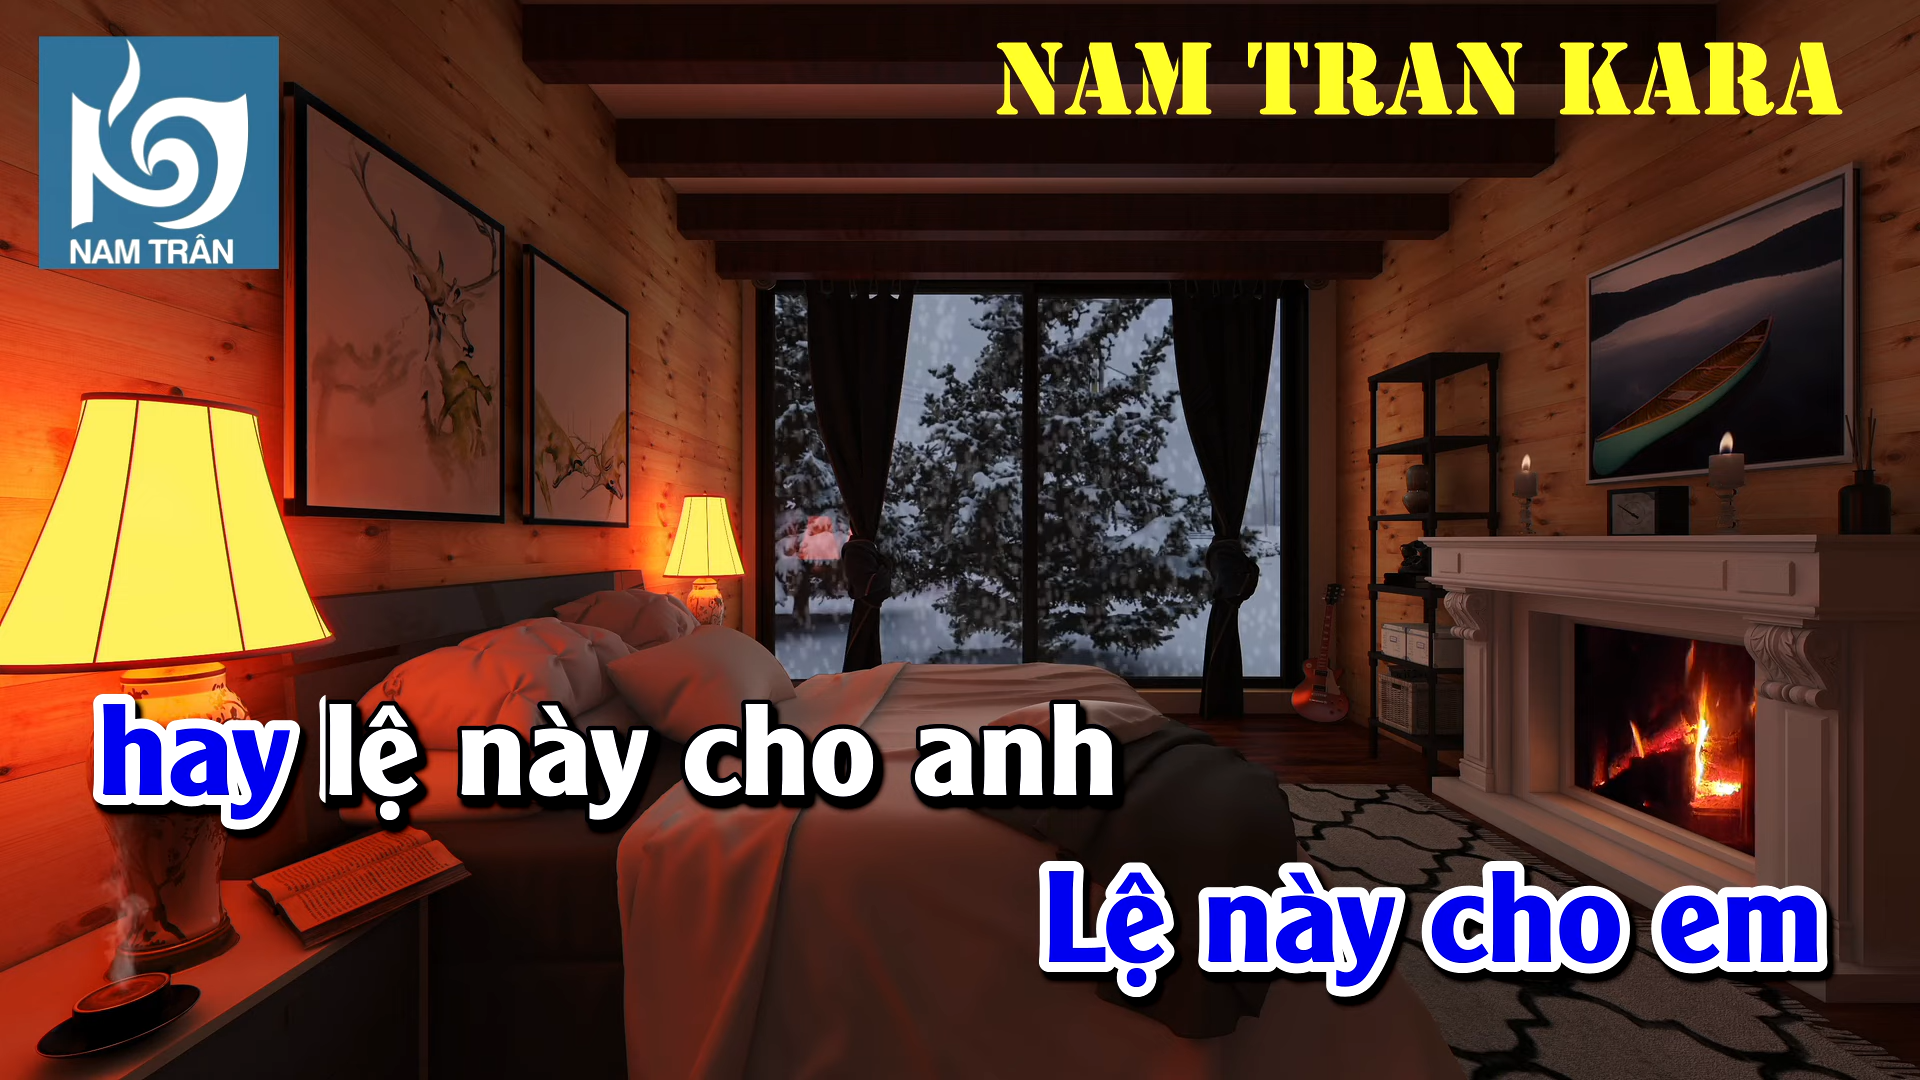 NAM TRAN KARA
NAM TRÂN
hay lệ này cho anh
Lệ này cho em